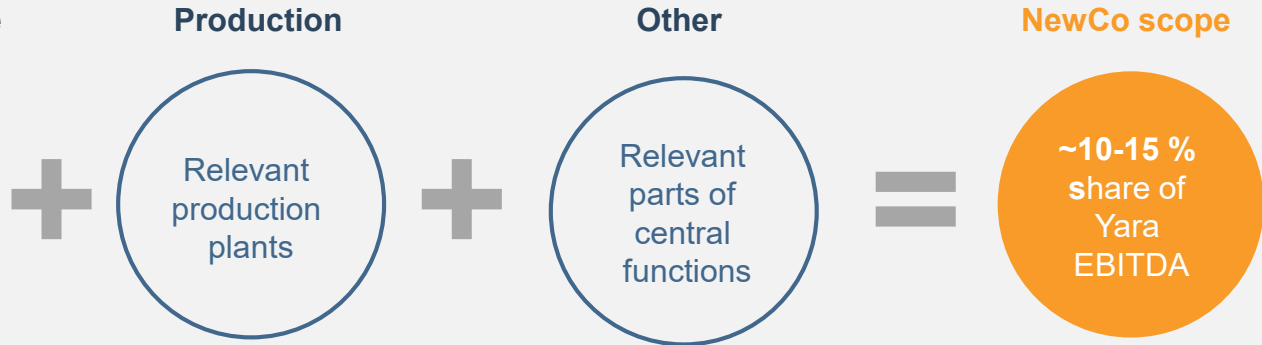 Production
Other
NewCo scope
Relevant
production
plants
Relevant
parts of
central
functions
~10-15 %
share of
Yara
EBITDA